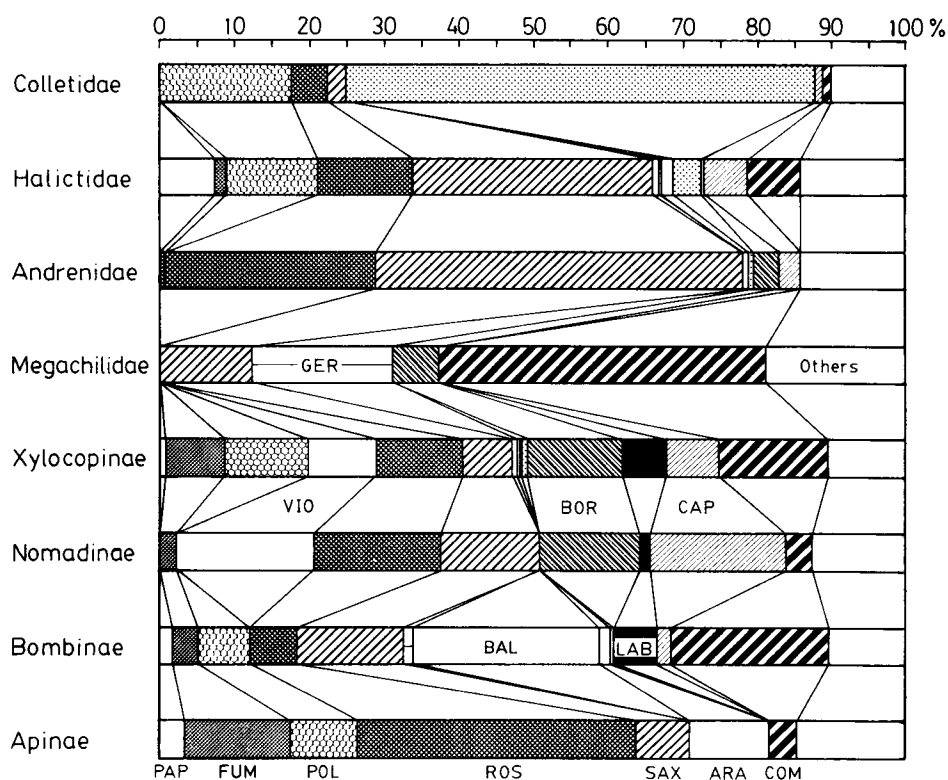 0 10 20 30 40 50 60 70 80 90 100 %
Colletidae
Halictidae
Andrenidae
Megachilidae GER Others
Xylocopinae
VIO BOR CAP
Nomadinae
Bombinae BAL LAB
Apinae
PAP FUM POL ROS SAX ARA COM